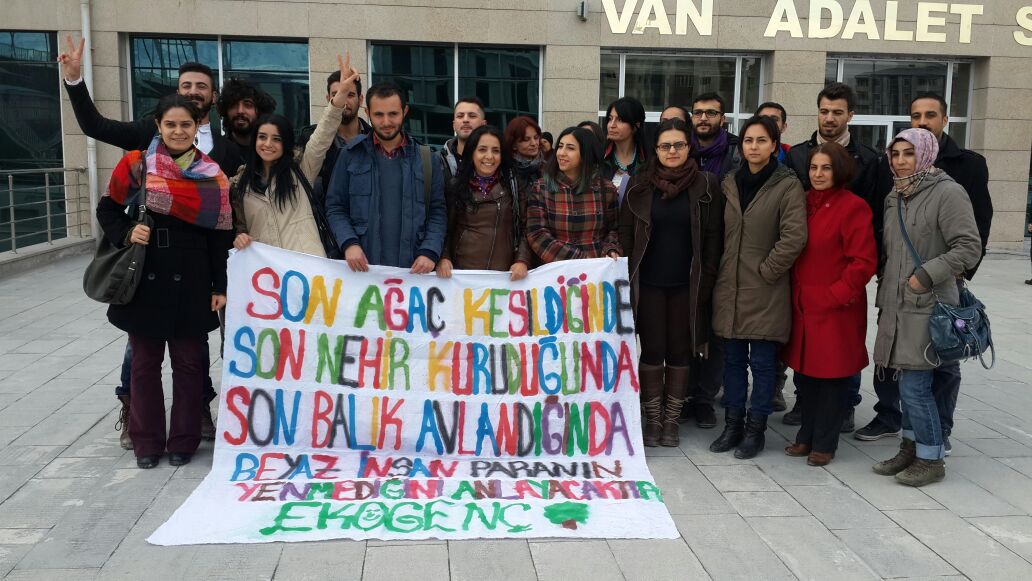 VAN ADALET S
SON AĞAÇ KESİLDİĞİNDE
SON NEHİR KURUDUĞUNDA
SON BALIK AVLANDIĞINDA
BEYAZ İNSAN PARANIN
YENMEDİĞİNİ ANLAYACAKTIR
EKOGENÇ